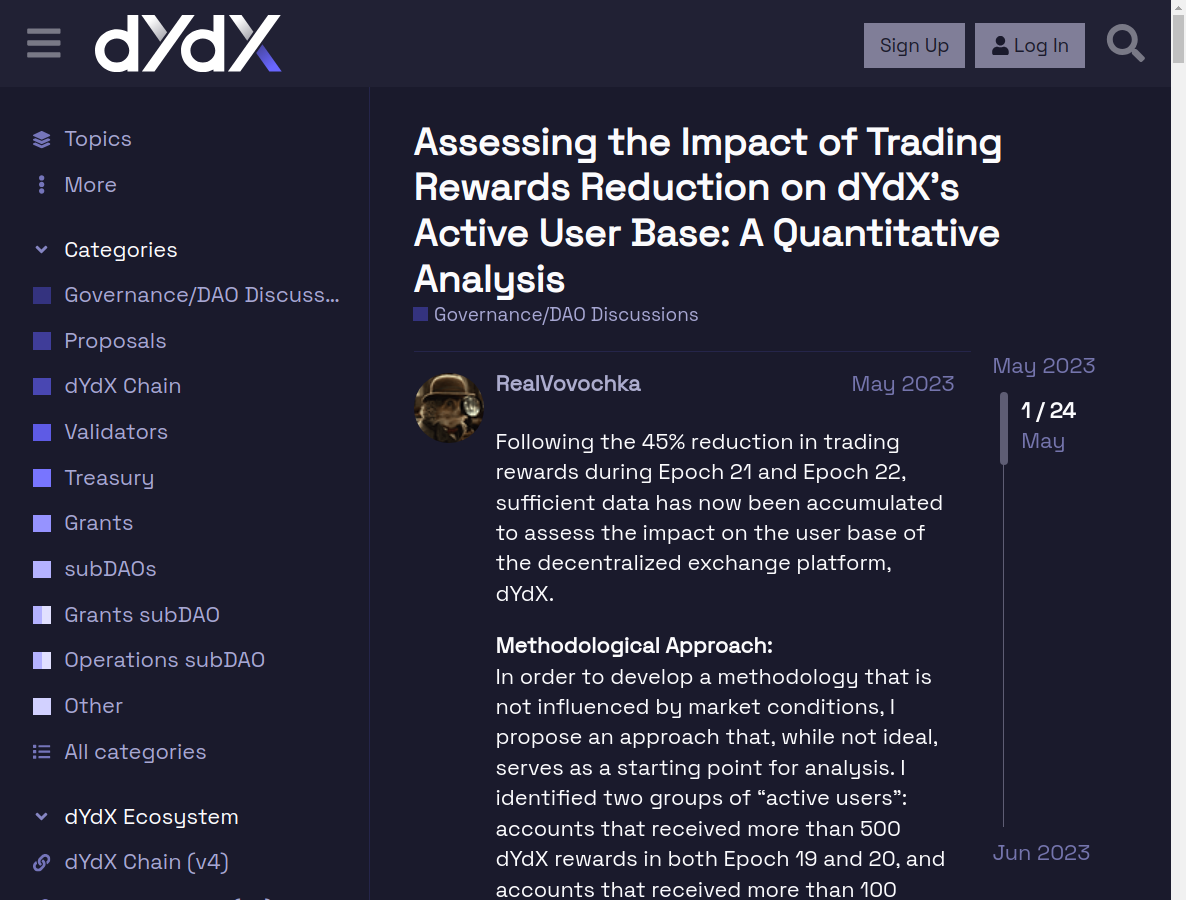 dYdX
Sign Up
Log In
Topics
More
Categories
Governance/DAO Discuss...
Proposals
dYdX Chain
Validators
Treasury
Grants
subDAOs
Grants subDAO
Operations subDAO
Other
All categories
dYdX Ecosystem
dYdX Chain (v4)
Assessing the Impact of Trading
Rewards Reduction on dYdX’s
Active User Base: A Quantitative
Analysis
Governance/DAO Discussions
RealVovochka
May 2023
Following the 45% reduction in trading
rewards during Epoch 21 and Epoch 22,
sufficient data has now been accumulated
to assess the impact on the user base of
the decentralized exchange platform,
dYdX.
Methodological Approach:
In order to develop a methodology that is
not influenced by market conditions, I
propose an approach that, while not ideal,
serves as a starting point for analysis. I
identified two groups of “active users”:
accounts that received more than 500
dYdX rewards in both Epoch 19 and 20, and
accounts that received more than 100
May 2023
1 / 24
May
Jun 2023